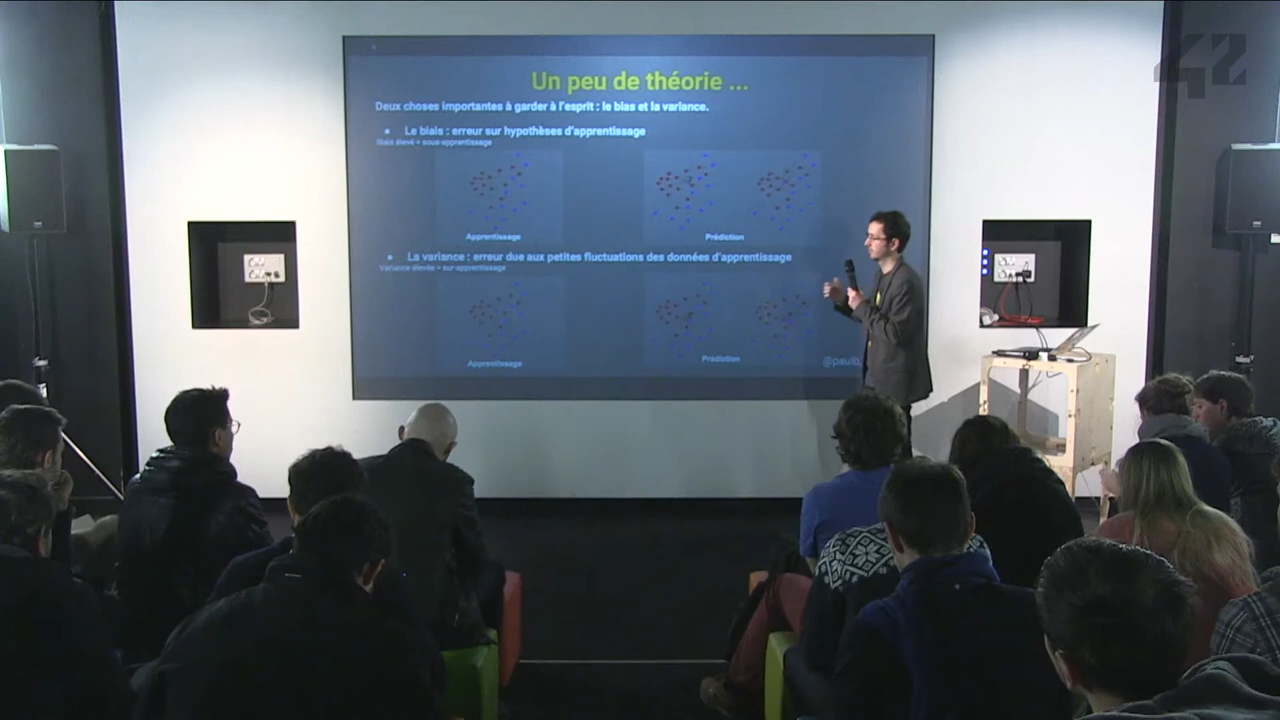 42
Un peu de théorie ...
Deux choses importantes à garder à l'esprit : le bias et la variance.
• Le biais : erreur sur hypothèses d'apprentissage
Biais élevé = sous-apprentissage
Apprentissage
Prédiction
• La variance : erreur due aux petites fluctuations des données d'apprentissage
Variance élevée = sur-apprentissage
Apprentissage
Prédiction
@paulb